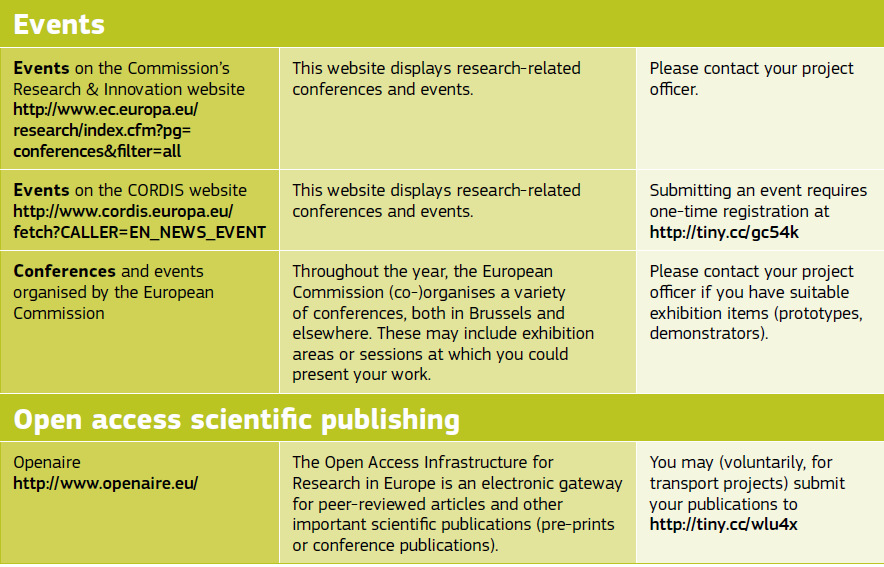 Events
Events on the Commission's
Research & Innovation website
http://www.ec.europa.eu/
research/index.cfm?pg=
conferences&filter=all
This website displays research-related
conferences and events.
Please contact your project
officer.
Events on the CORDIS website
http://www.cordis.europa.eu/
fetch?CALLER=EN_NEWS_EVENT
This website displays research-related
conferences and events.
Submitting an event requires
one-time registration at
http://tiny.cc/gc54k
Conferences and events
organised by the European
Commission
Throughout the year, the European
Commission (co-)organises a variety
of conferences, both in Brussels and
elsewhere. These may include exhibition
areas or sessions at which you could
present your work.
Please contact your project
officer if you have suitable
exhibition items (prototypes,
demonstrators).
Open access scientific publishing
Openaire
http://www.openaire.eu/
The Open Access Infrastructure for
Research in Europe is an electronic gateway
for peer-reviewed articles and other
important scientific publications (pre-prints
or conference publications).
You may (voluntarily, for
transport projects) submit
your publications to
http://tiny.cc/wlu4x